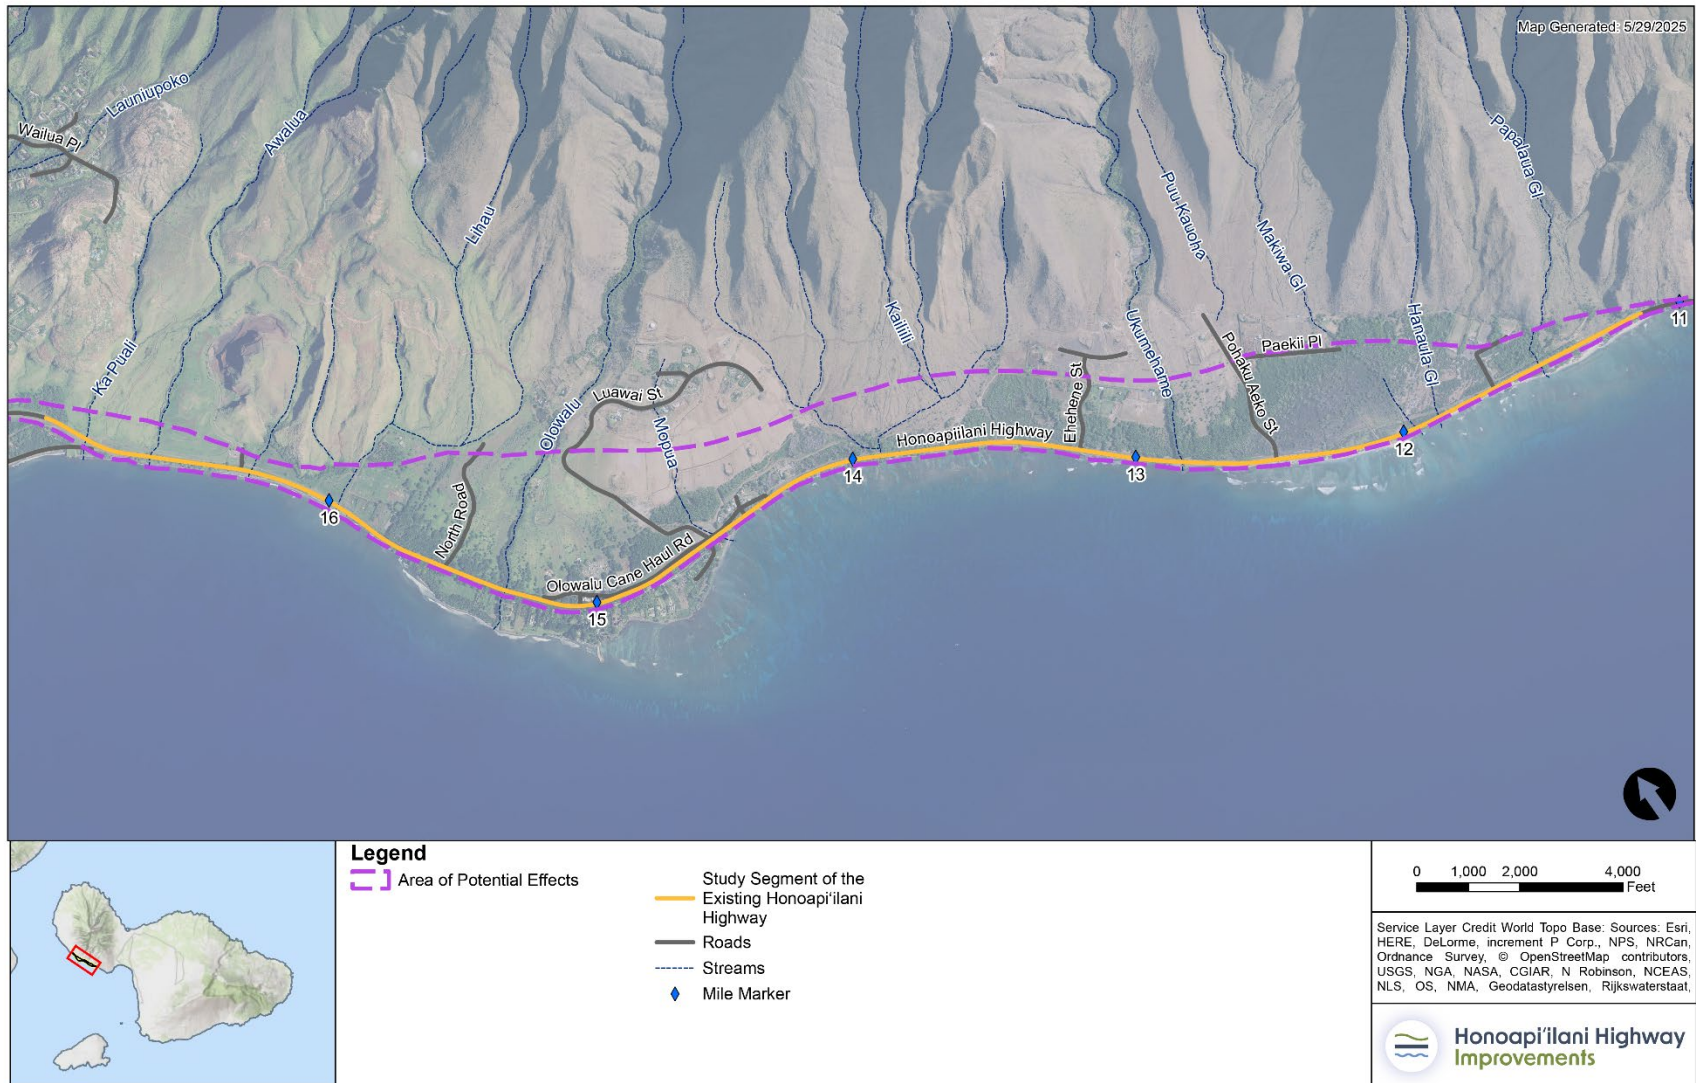 Map Generated: 5/29/2025
Launiupoko
Wailua Pl
Awalua
Lihau
Ka Puali
Olowalu
Luawai St
Mopua
North Road
Olowalu Cane Haul Rd
Kailiili
Honoapiilani Highway
Ehehene St
Ukumehame
Puu Kauoha
Makiwa Gl
Pohaku Aeko St
Paekii Pl
Hanaula Gl
Papalaua Gl
16
15
14
13
12
11
Legend
Area of Potential Effects
Study Segment of the
Existing Honoapiʻilani
Highway
Roads
Streams
Mile Marker
0 1,000 2,000 4,000
Feet
Service Layer Credit World Topo Base: Sources: Esri,
HERE, DeLorme, increment P Corp., NPS, NRCan,
Ordnance Survey, © OpenStreetMap contributors,
USGS, NGA, NASA, CGIAR, N Robinson, NCEAS,
NLS, OS, NMA, Geodatastyrelsen, Rijkswaterstaat,
Honoapiʻilani Highway
Improvements